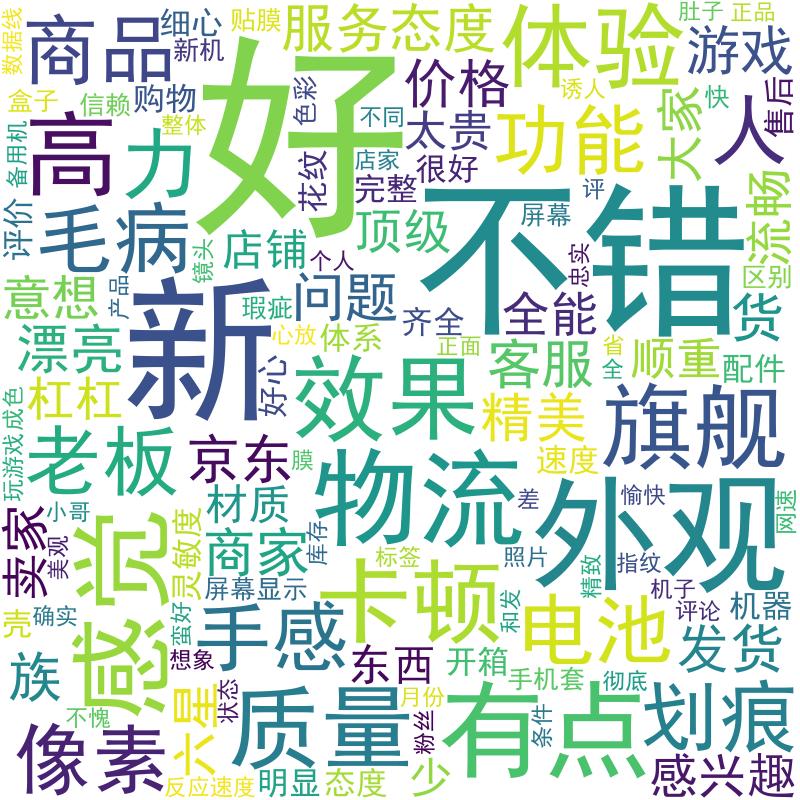 数据线
商品
细心
新机
贴膜
服务态度
体验
肚子
正品
游戏
盒子
信赖
购物
整体
好
色彩
价格
不同
太贵
诱人
功能
大家
快
人
售后
备用机
高
力
花纹
店家
很好
完整
评价
毛病
店铺
镜头
个人
顶级
屏幕
评
流畅
不错
忠实
区别
意想
产品
新
瑕疵
问题
齐全
全能
货
漂亮
心放
体系
正面
客服
省
全
顺重
配件
杠杠
好心
效果
精美
旗舰
成色
玩游戏
老板
京东
膜
物流
速度
外观
卖家
亠哥
美观
感觉
灵敏度
材质
商家
库存
差
愉快
网速
屏幕显示
标签
照片
精致
指纹
机子
壳
确实
蛮好
手感
卡顿
和发
电池
评论
机器
发货
族
想象
东西
开箱
手机套
彻底
不愧
六星
状态
质量
月份
粉丝
有点
条件
划痕
像素
反应速度
明显
态度
少
感兴趣